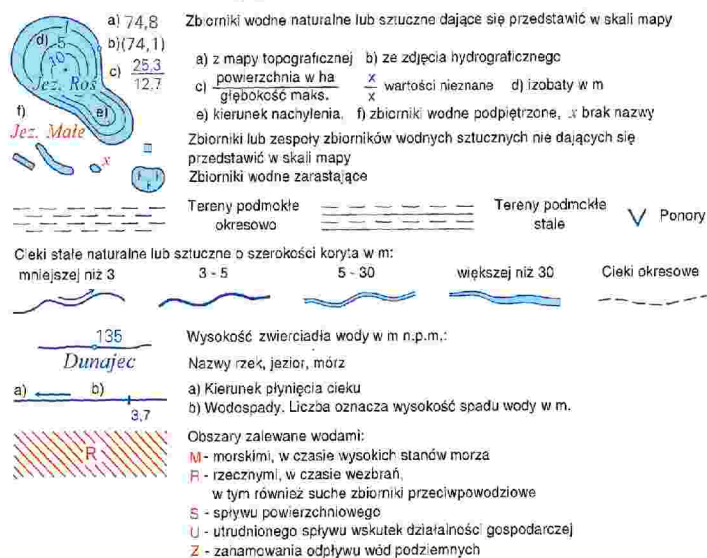 a) 74,8 Zbiorniki wodne naturalne lub sztuczne dające się przedstawić w skali mapy
1
d) 5
b)(74,1)
10
c) 25,3
12,7
a) z mapy topograficznej b) ze zdjęcia hydrograficznego
c) powierzchnia w ha
głębokość maks.
x
x
wartości nieznane d) izobaty w m
Jez. Roś
e) kierunek nachylenia, f) zbiorniki wodne podpiętrzone, x brak nazwy
f) e)
Jez. Małe
x
Zbiorniki lub zespoły zbiorników wodnych sztucznych nie dających się
przedstawić w skali mapy
Zbiorniki wodne zarastające
Tereny podmokłe
okresowo
Tereny podmokłe
stale
Ponory
Cieki stałe naturalne lub sztuczne o szerokości koryta w m:
mniejszej niż 3 3 - 5 5 - 30 większej niż 30 Cieki okresowe
135 Wysokość zwierciadła wody w m n.p.m.:
Dunajec Nazwy rzek, jezior, mórz
a) b) a) Kierunek płynięcia cieku
3,7 b) Wodospady. Liczba oznacza wysokość spadu wody w m.
Obszary zalewane wodami:
R M - morskimi, w czasie wysokich stanów morza
R - rzecznymi, w czasie wezbrań,
w tym również suche zbiorniki przeciwpowodziowe
S - spływu powierzchniowego
U - utrudnionego spływu wskutek działalności gospodarczej
Z - zahamowania odpływu wód podziemnych